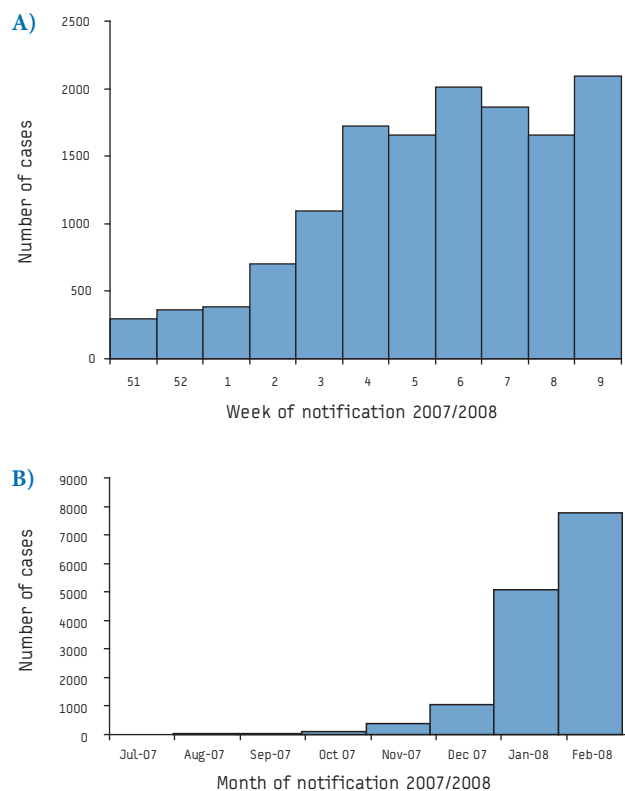 A)
Number of cases
2500
2000
1500
1000
500
0
51 52 1 2 3 4 5 6 7 8 9
Week of notification 2007/2008
B)
Number of cases
9000
8000
7000
6000
5000
4000
3000
2000
1000
0
Jul-07 Aug-07 Sep-07 Oct 07 Nov-07 Dec 07 Jan-08 Feb-08
Month of notification 2007/2008